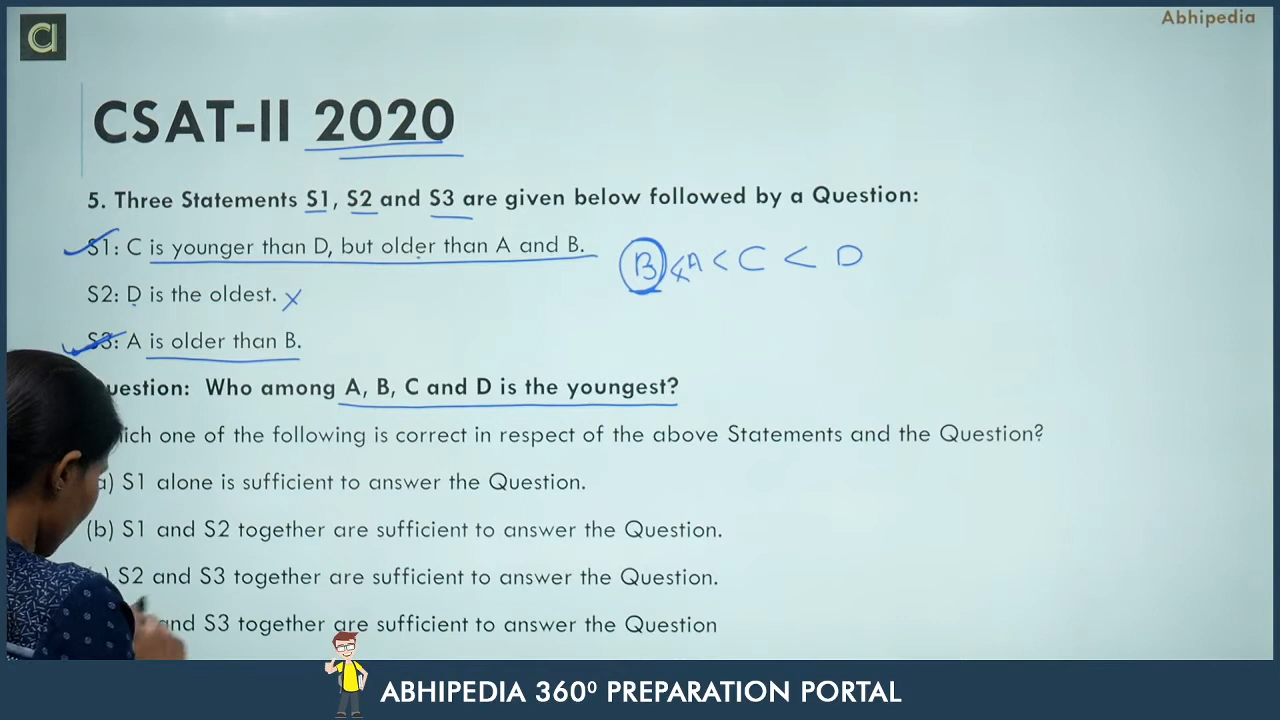 Abhipedia
CSAT-II 2020
5. Three Statements S1, S2 and S3 are given below followed by a Question:
S1: C is younger than D, but older than A and B.
B < A < C < D
S2: D is the oldest. x
S3: A is older than B.
uestion: Who among A, B, C and D is the youngest?
ich one of the following is correct in respect of the above Statements and the Question?
a) S1 alone is sufficient to answer the Question.
(b) S1 and S2 together are sufficient to answer the Question.
) S2 and S3 together are sufficient to answer the Question.
and S3 together are sufficient to answer the Question
ABHIPEDIA 360⁰ PREPARATION PORTAL